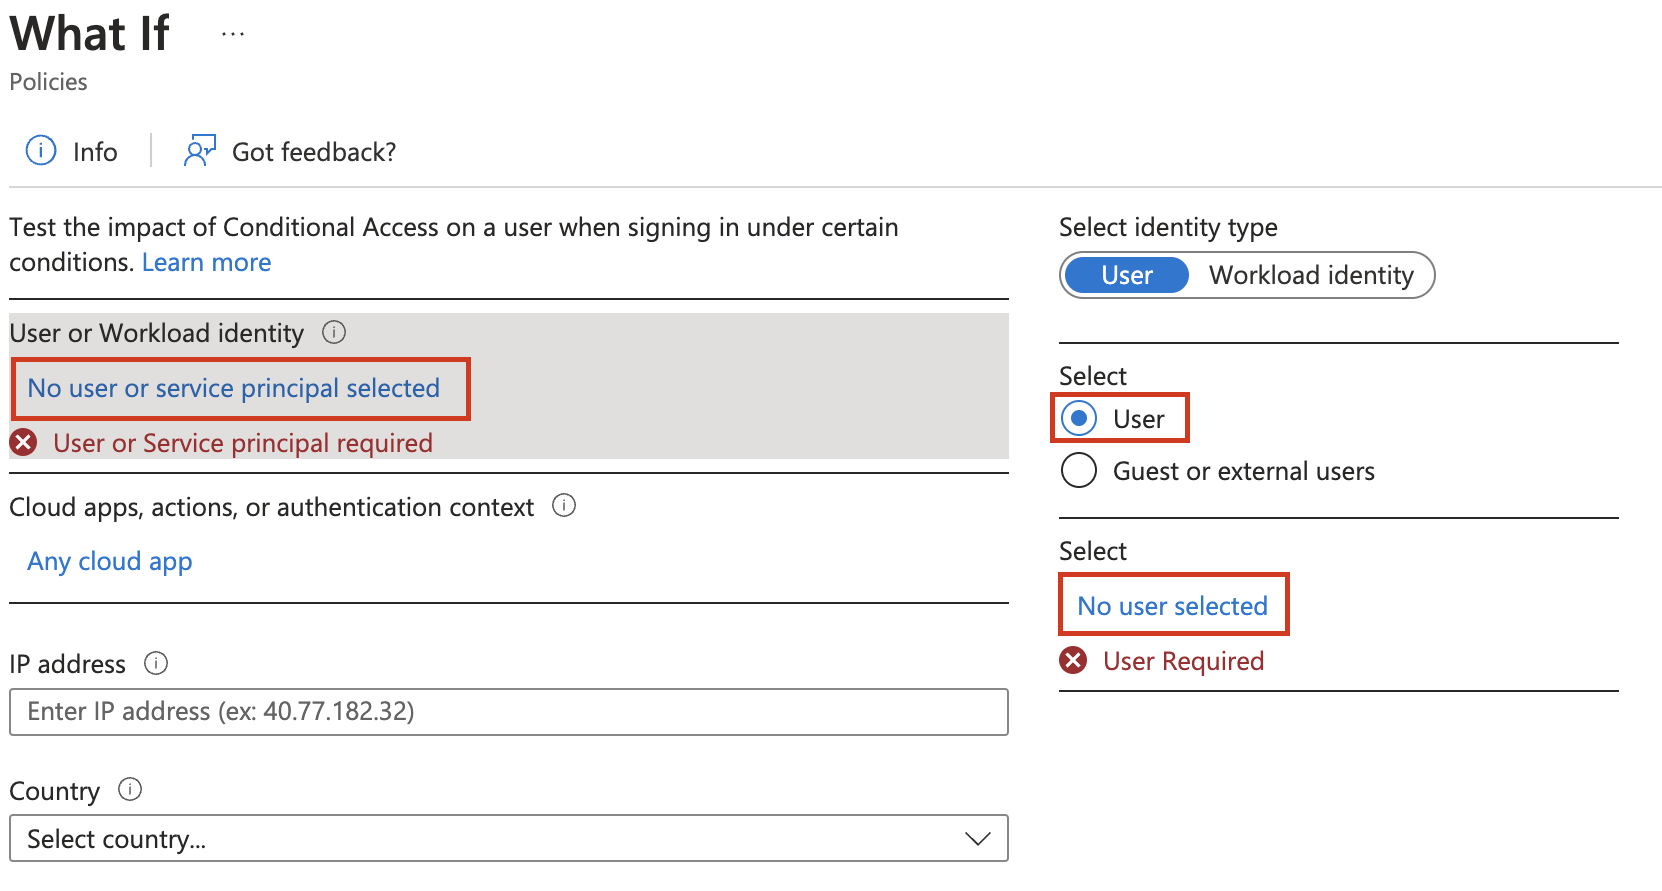 What If ...
Policies
Info
Got feedback?
Test the impact of Conditional Access on a user when signing in under certain
conditions. Learn more
User or Workload identity
No user or service principal selected
User or Service principal required
Cloud apps, actions, or authentication context
Any cloud app
IP address
Enter IP address (ex: 40.77.182.32)
Country
Select country...
Select identity type
User
Workload identity
Select
User
Guest or external users
Select
No user selected
User Required